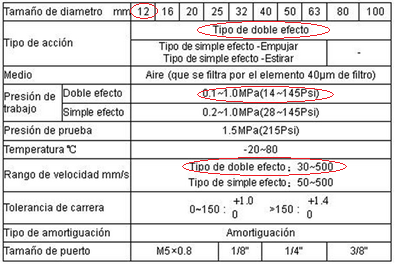 Tamaño de diametro mm 12 16 20 25 32 40 50 63 80 100
Tipo de acción
Tipo de doble efecto
Tipo de simple efecto -Empujar
Tipo de simple efecto -Estirar
-
Medio Aire (que se filtra por el elemento 40μm de filtro)
Presión de trabajo
Doble efecto 0.1~1.0MPa(14~145Psi)
Simple efecto 0.2~1.0MPa(28~145Psi)
Presión de prueba 1.5MPa(215Psi)
Temperatura ℃ -20~80
Rango de velocidad mm/s
Tipo de doble efecto: 30~500
Tipo de simple efecto: 50~500
Tolerancia de carrera 0~150 : +1.0 0 >150 : +1.4 0
Tipo de amortiguación Amortiguación
Tamaño de puerto M5×0.8 1/8" 1/4" 3/8"